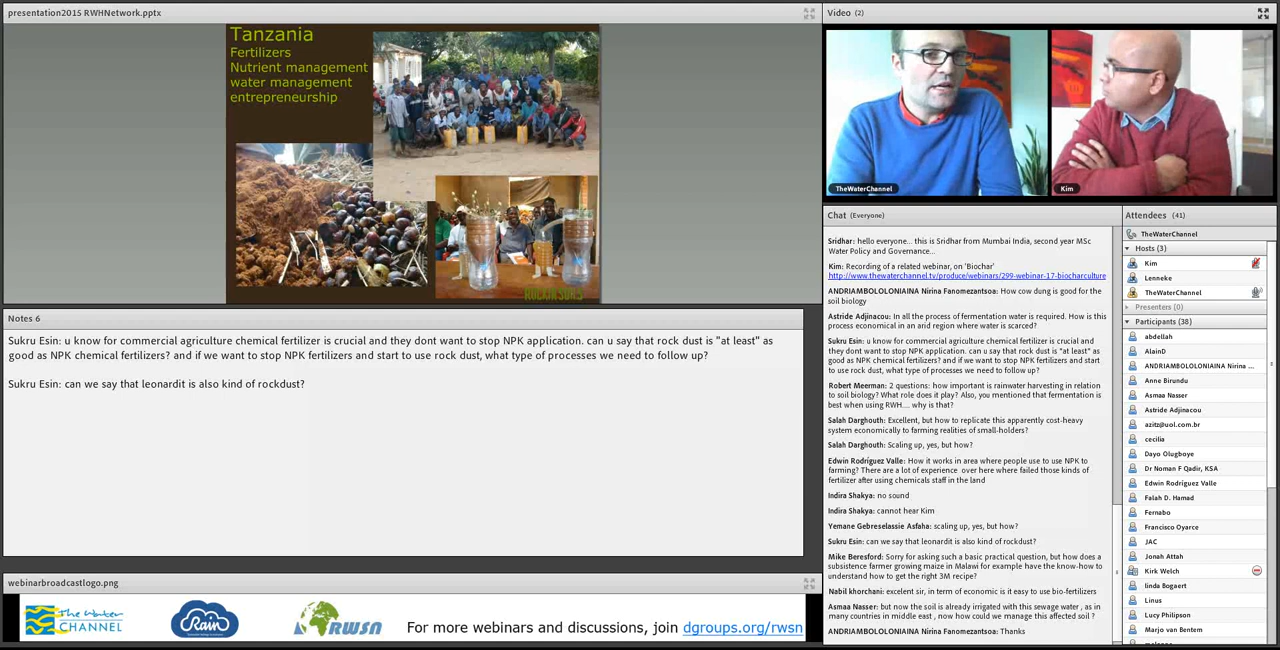 presentation2015 RWHNetwork.pptx
Tanzania
Fertilizers
Nutrient management
water management
entrepreneurship
Notes 6
Sukru Esin: u know for commercial agriculture chemical fertilizer is crucial and they dont want to stop NPK application. can u say that rock dust is "at least" as
good as NPK chemical fertilizers? and if we want to stop NPK fertilizers and start to use rock dust, what type of processes we need to follow up?
Sukru Esin: can we say that leonardit is also kind of rockdust?
webinarbroadcastlogo.png
The Water
CHANNEL
Rain
RWSN
For more webinars and discussions, join dgroups.org/rwsn
Video (2)
TheWaterChannel
Kim
Chat (Everyone)
Sridhar: hello everyone... this is Sridhar from Mumbai India, second year MSc
Water Policy and Governance...
Kim: Recording of a related webinar, on 'Biochar'
http://www.thewaterchannel.tv/produce/webinars/299-webinar-17-biocharculture
ANDRIAMBOLOLONIAINA Nirina Fanomezantsoa: How cow dung is good for the
soil biology
Astride Adjinacou: In all the process of fermentation water is required. How is this
process economical in an arid region where water is scarced?
Sukru Esin: u know for commercial agriculture chemical fertilizer is crucial and
they dont want to stop NPK application. can u say that rock dust is "at least" as
good as NPK chemical fertilizers? and if we want to stop NPK fertilizers and start
to use rock dust, what type of processes we need to follow up?
Robert Meerman: 2 questions: how important is rainwater harvesting in relation
to soil biology? What role does it play? Also, you mentioned that fermentation is
best when using RWH.... why is that?
Salah Darghouth: Excellent, but how to replicate this apparently cost-heavy
system economically to farming realities of small-holders?
Salah Darghouth: Scaling up, yes, but how?
Edwin Rodríguez Valle: How it works in area where people use to use NPK to
farming? There are a lot of experience over here where failed those kinds of
fertilizer after using chemicals staff in the land
Indira Shakya: no sound
Indira Shakya: cannot hear Kim
Yemane Gebreselassie Asfaha: scaling up, yes, but how?
Sukru Esin: can we say that leonardit is also kind of rockdust?
Mike Beresford: Sorry for asking such a basic practical question, but how does a
subsistence farmer growing maize in Malawi for example have the know-how to
understand how to get the right 3M recipe?
Nabil khorchani: excelent sir, in term of economic is it easy to use bio-fertilizers
Asmaa Nasser: but now the soil is already irrigated with this sewage water , as in
many countries in middle east , now how could we manage this affected soil ?
ANDRIAMBOLOLONIAINA Nirina Fanomezantsoa: Thanks
Attendees (41)
TheWaterChannel
Hosts (3)
Kim
Lenneke
TheWaterChannel
Presenters (0)
Participants (38)
abdellah
AlainD
ANDRIAMBOLOLONIAINA Nirina ...
Anne Birundu
Asmaa Nasser
Astride Adjinacou
azitz@uol.com.br
cecilia
Dayo Olugboye
Dr Noman F Qadir, KSA
Edwin Rodríguez Valle
Falah D. Hamad
Fernabo
Francisco Oyarce
JAC
Jonah Attah
Kirk Welch
linda Bogaert
Linus
Lucy Philipson
Marjo van Bentem